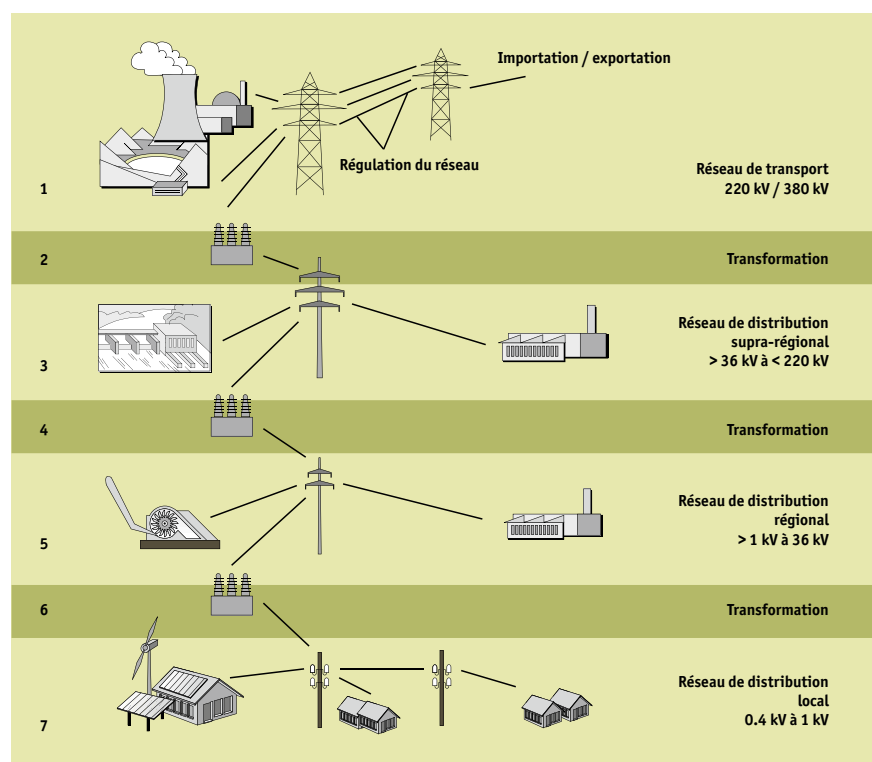 Importation / exportation
Régulation du réseau
1
Réseau de transport
220 kV / 380 kV
2
Transformation
3
Réseau de distribution
supra-régional
> 36 kV à < 220 kV
4
Transformation
5
Réseau de distribution
régional
> 1 kV à 36 kV
6
Transformation
7
Réseau de distribution
local
0.4 kV à 1 kV